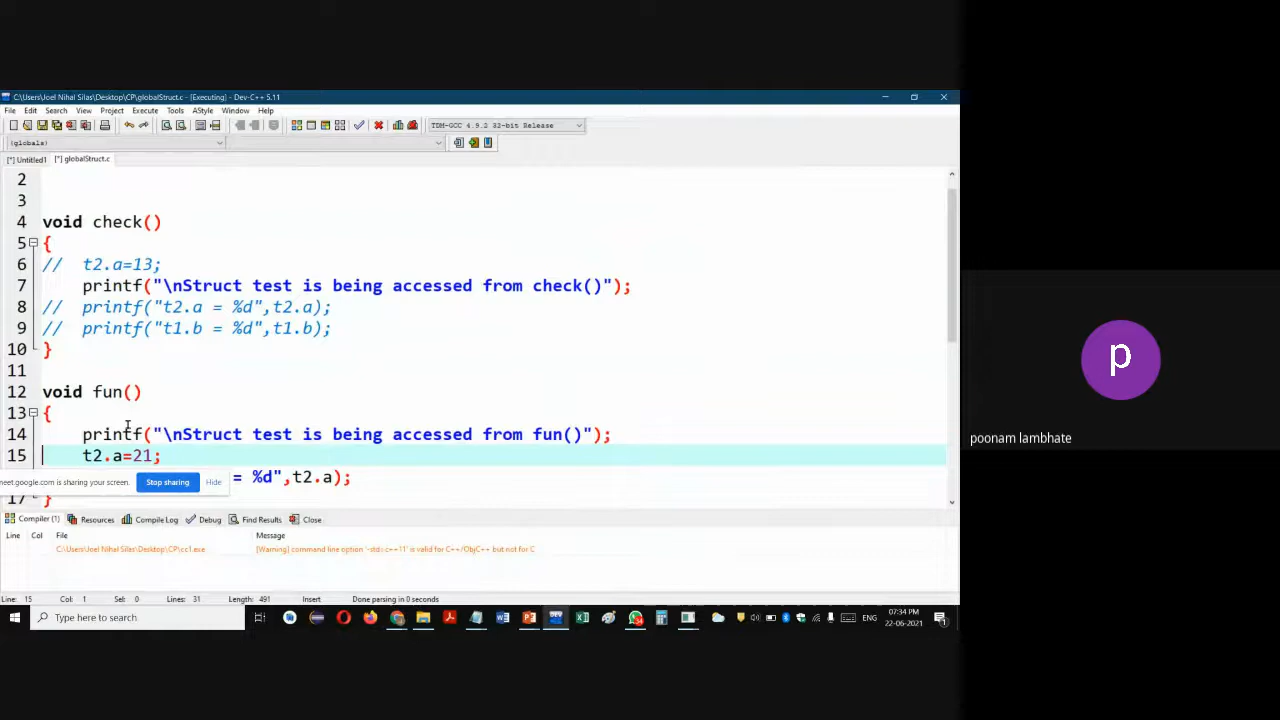 C:\Users\Joel Nihal Silas\Desktop\CP\globalStruct.c - [Executing] - Dev-C++ 5.11
File Edit Search View Project Execute Tools AStyle Window Help
TDM-GCC 4.9.2 32-bit Release
(globals)
[*] Untitled1 [*] globalStruct.c
2
3
4 void check()
5 {
6 // t2.a=13;
7 printf("\nStruct test is being accessed from check()");
8 // printf("t2.a = %d",t2.a);
9 // printf("t1.b = %d",t1.b);
10 }
11
12 void fun()
13 {
14 printf("\nStruct test is being accessed from fun()");
15 t2.a=21;
meet.google.com is sharing your screen. Stop sharing Hide = %d",t2.a);
17 }
Compiler (1) Resources Compile Log Debug Find Results Close
Line Col File Message
C:\Users\Joel Nihal Silas\Desktop\CP\cc1.exe [Warning] command line option '-std=c++11' is valid for C++/ObjC++ but not for C
Line: 15 Col: 1 Sel: 0 Lines: 31 Length: 491 Insert Done parsing in 0 seconds
Type here to search
ENG
07:34 PM
22-06-2021
p
poonam lambhate